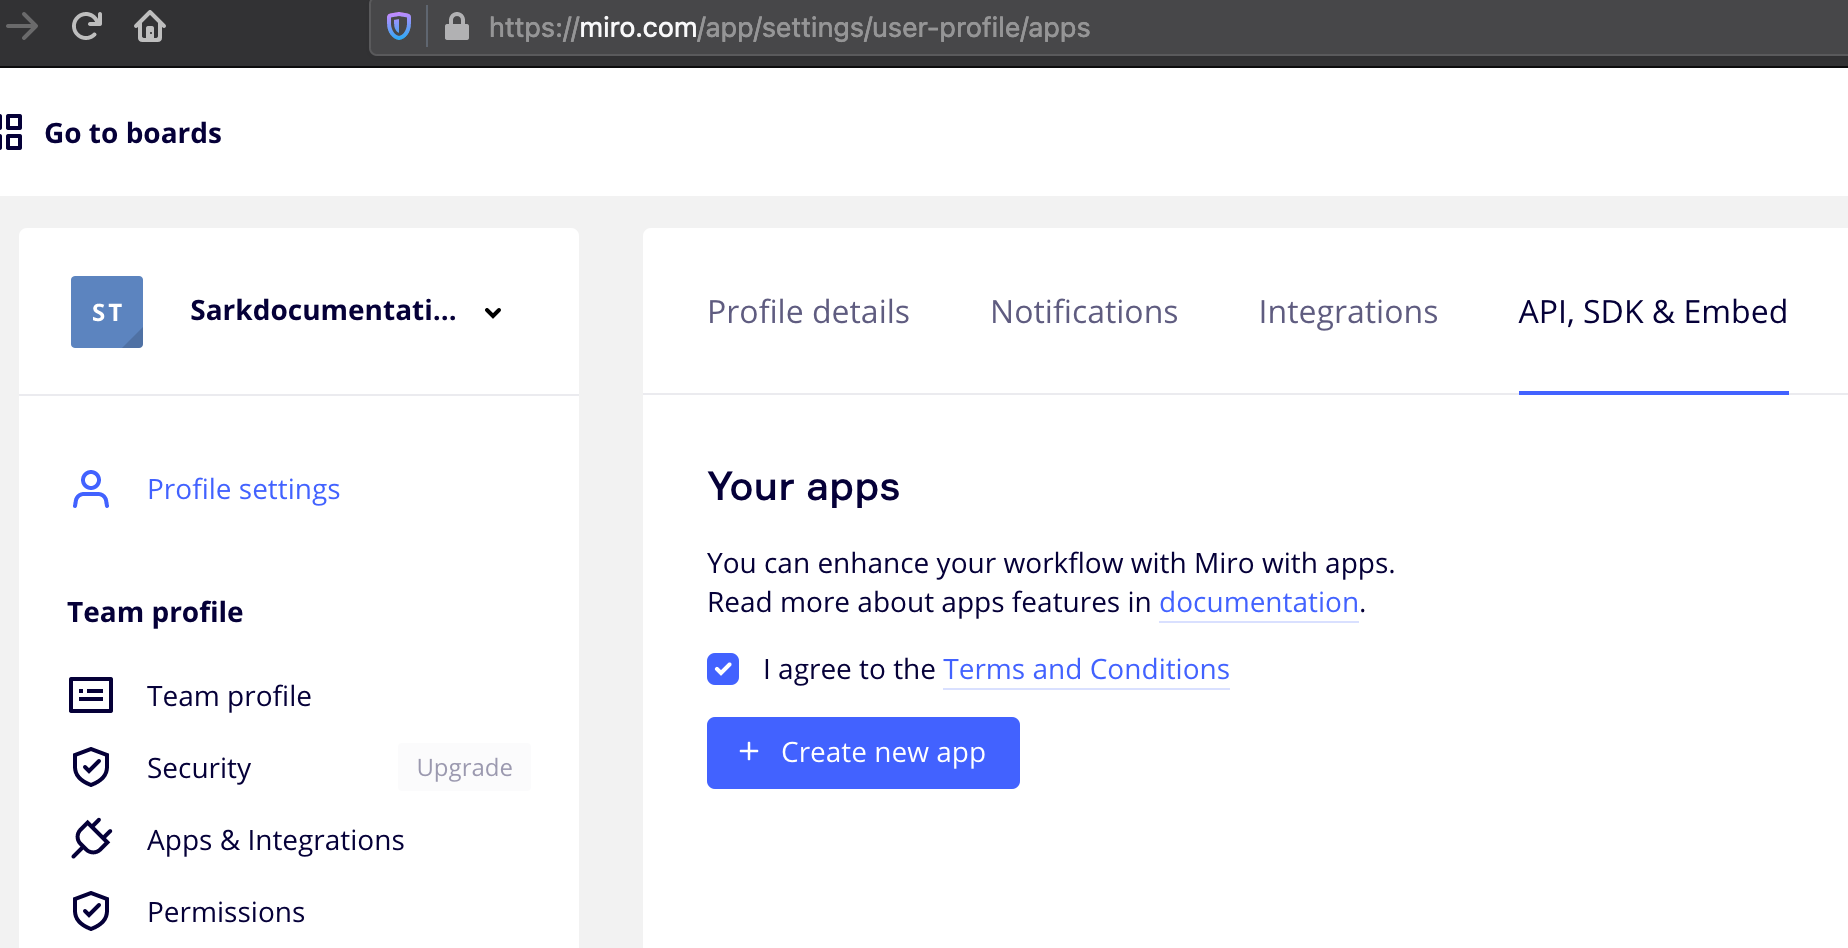 https://miro.com/app/settings/user-profile/apps
Go to boards
ST
Sarkdocumentati...
Profile settings
Team profile
Team profile
Security
Upgrade
Apps & Integrations
Permissions
Profile details
Notifications
Integrations
API, SDK & Embed
Your apps
You can enhance your workflow with Miro with apps.
Read more about apps features in documentation.
I agree to the Terms and Conditions
+ Create new app